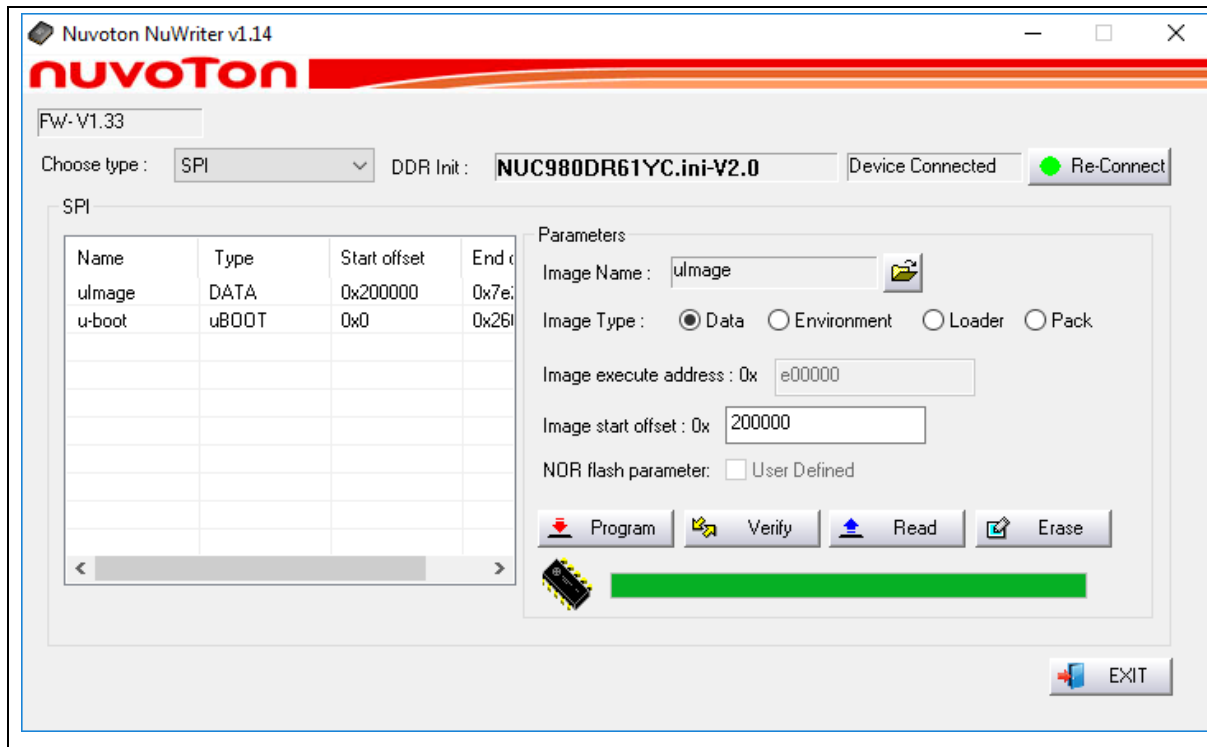 Nuvoton NuWriter v1.14
nuvoTon
FW-V1.33
Choose type : SPI DDR Init : NUC980DR61YC.ini-V2.0 Device Connected Re-Connect
SPI
Name Type Start offset End
uImage DATA 0x200000
u-boot uBOOT 0x0
Parameters
Image Name : uImage
Image Type : Data Environment Loader Pack
Image execute address : 0x e00000
Image start offset : 0x 200000
NOR flash parameter: User Defined
Program Verify Read Erase
EXIT